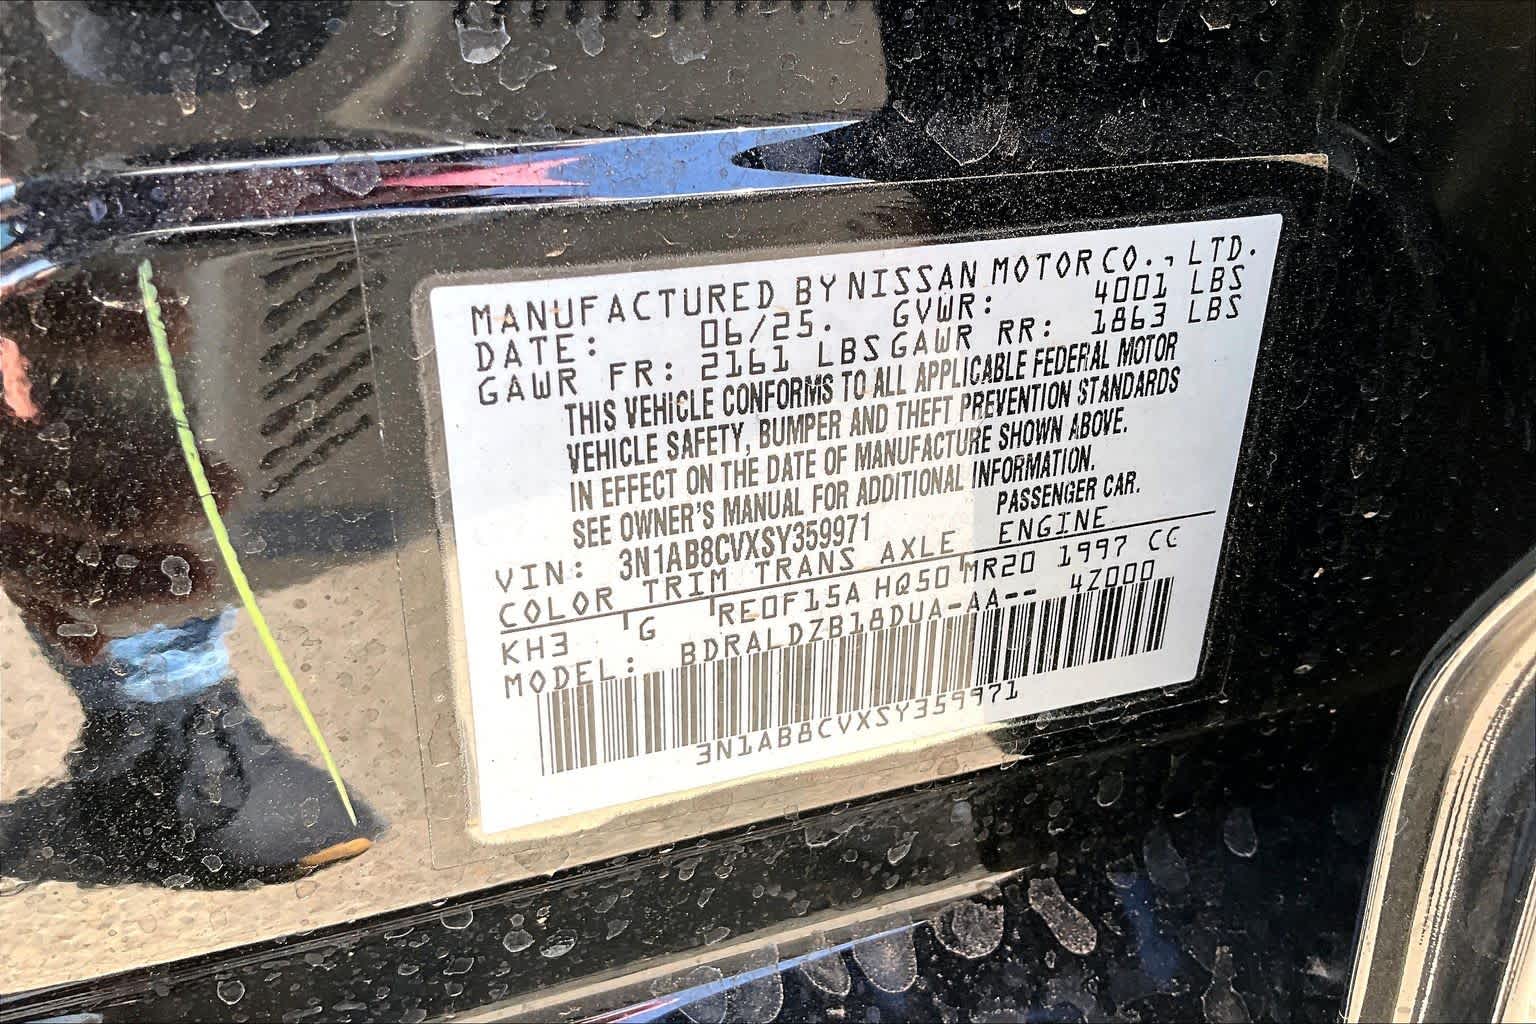 MANUFACTURED BY NISSAN MOTOR CO., LTD.
DATE: 06/25. GVWR: 4001 LBS
GAWR FR: 2161 LBS GAWR RR: 1863 LBS
THIS VEHICLE CONFORMS TO ALL APPLICABLE FEDERAL MOTOR
VEHICLE SAFETY, BUMPER AND THEFT PREVENTION STANDARDS
IN EFFECT ON THE DATE OF MANUFACTURE SHOWN ABOVE.
SEE OWNER'S MANUAL FOR ADDITIONAL INFORMATION.
VIN: 3N1AB8CVXSY359971 PASSENGER CAR.
COLOR TRIM TRANS AXLE ENGINE
KH3 G RE0F15A HQ50 MR20 1997 CC
MODEL: BDRALDZB18DUA-AA-- 4Z000
3N1AB8CVXSY359971